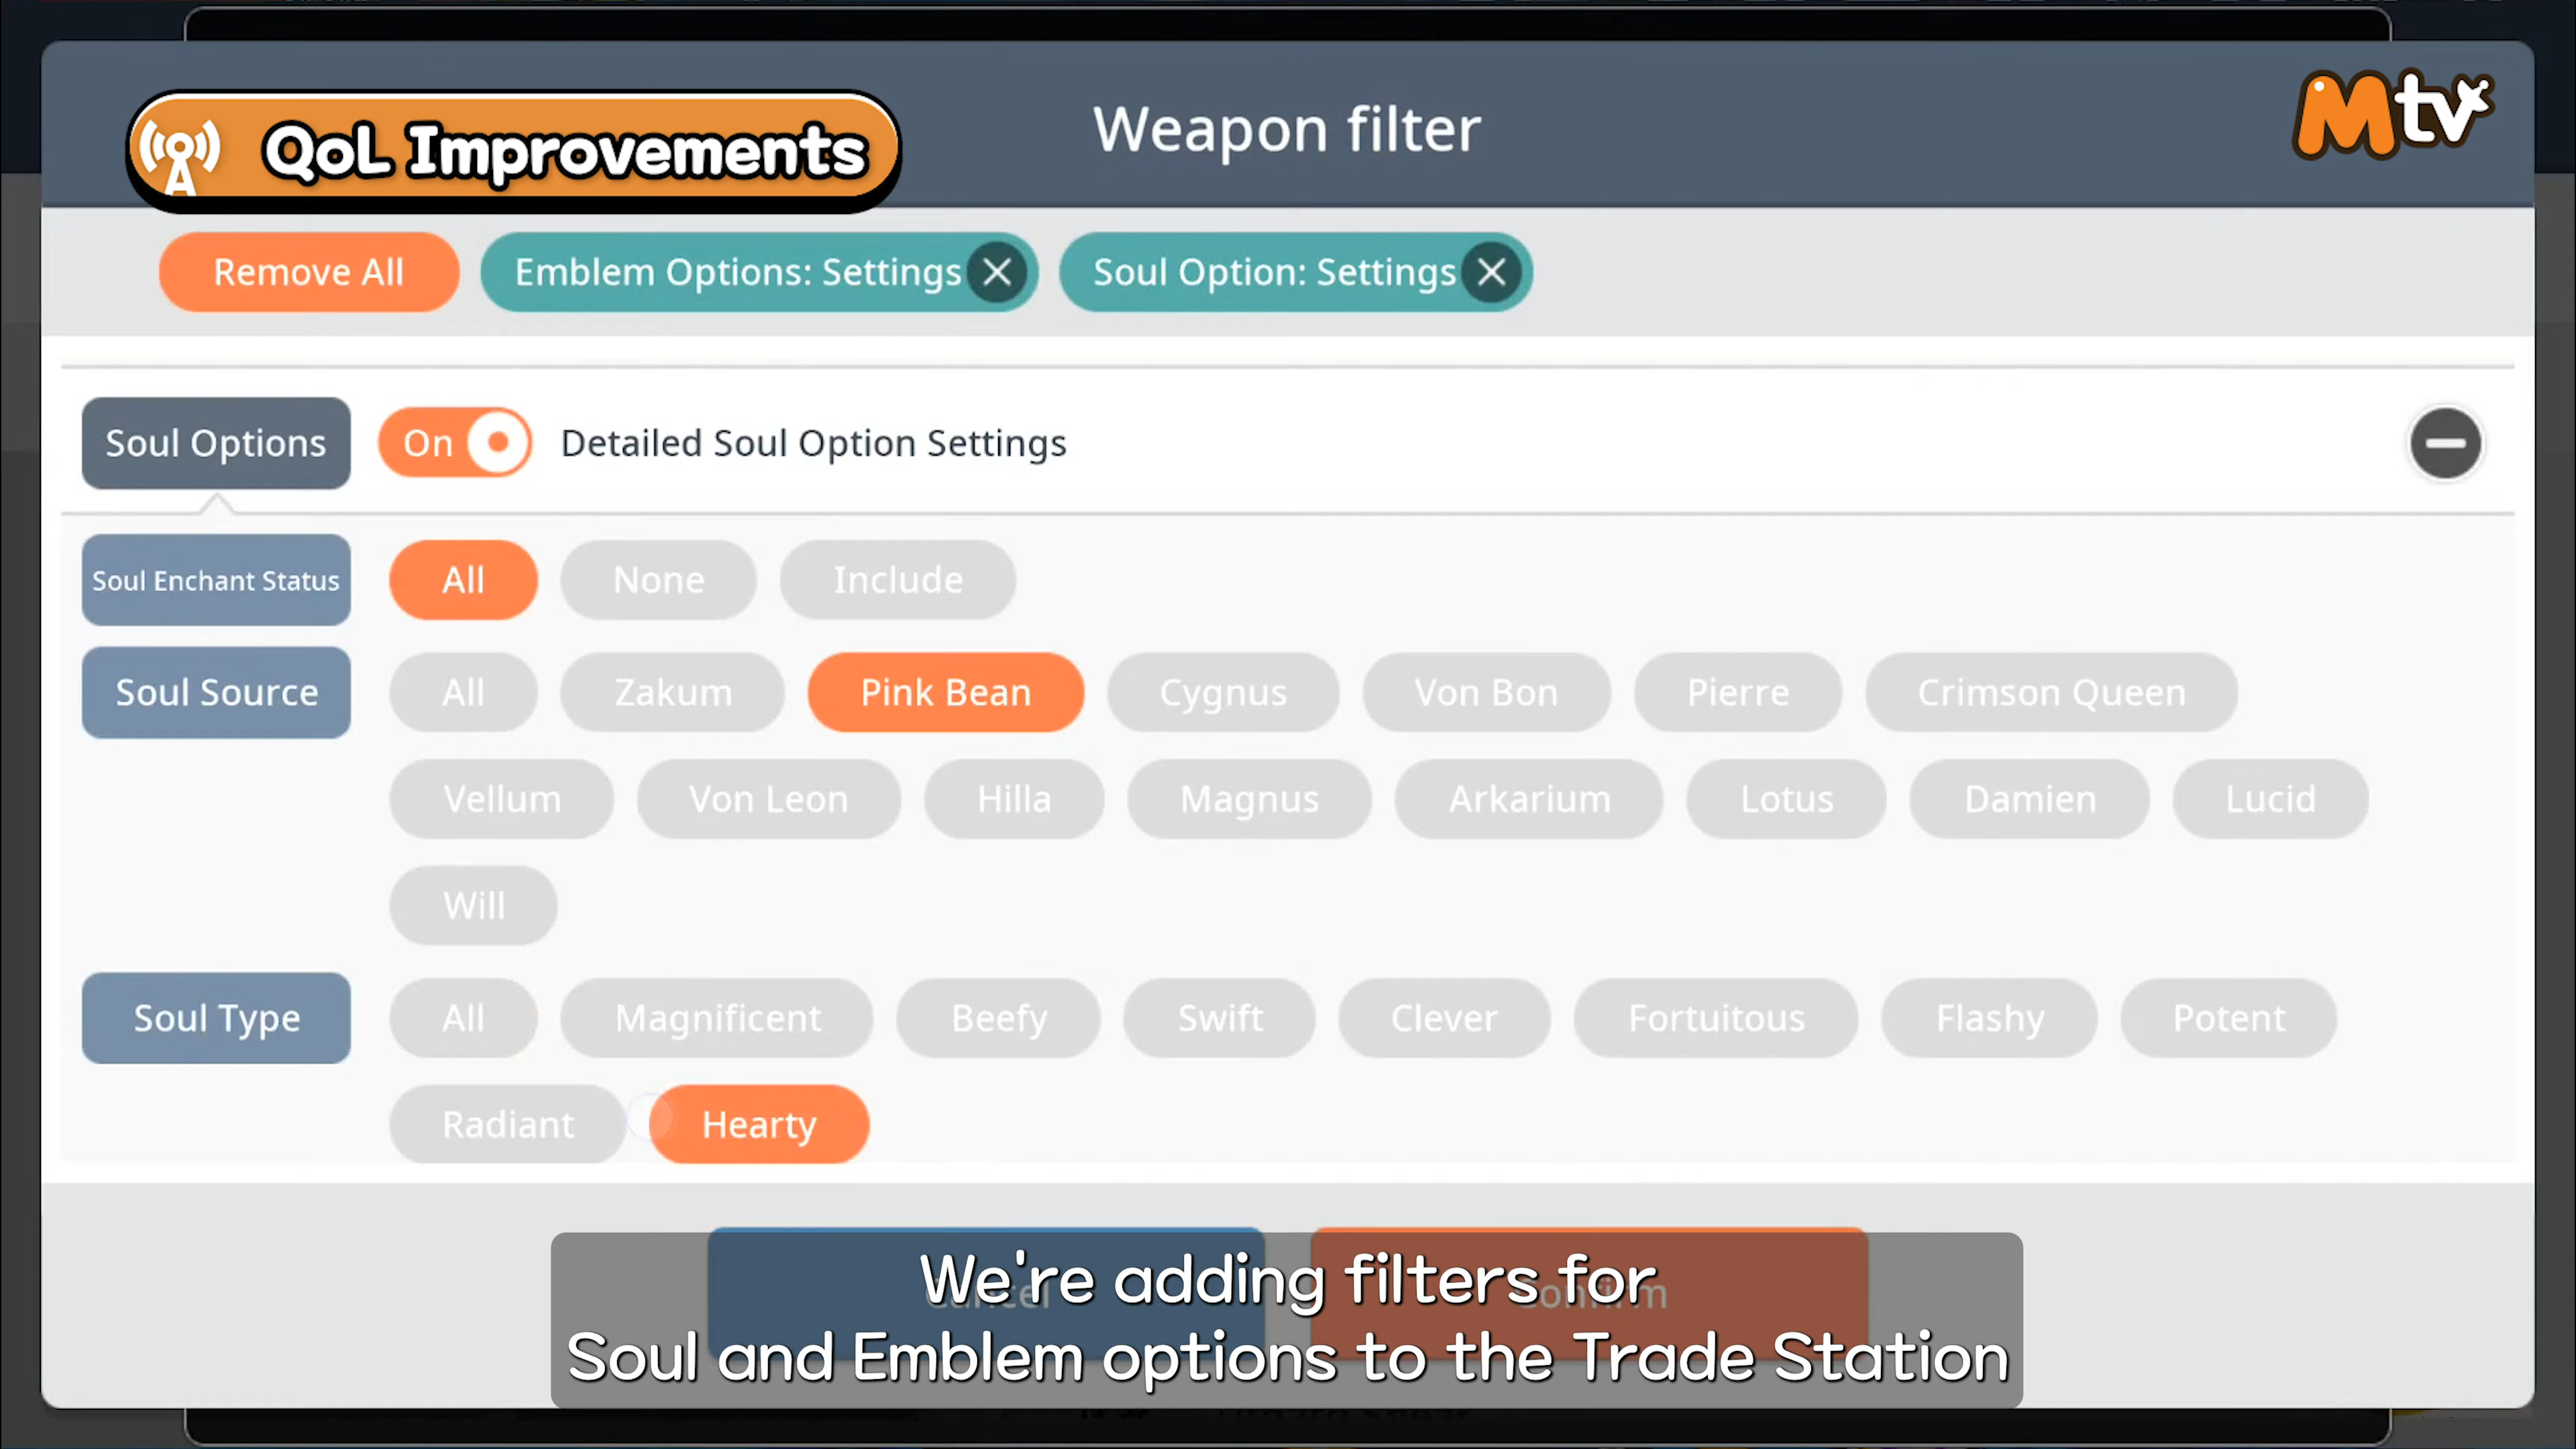 QoL Improvements
Weapon filter
Mtv
Remove All
Emblem Options: Settings
Soul Option: Settings
Soul Options
On
Detailed Soul Option Settings
Soul Enchant Status
All
None
Include
Soul Source
All
Zakum
Pink Bean
Cygnus
Von Bon
Pierre
Crimson Queen
Vellum
Von Leon
Hilla
Magnus
Arkarium
Lotus
Damien
Lucid
Will
Soul Type
All
Magnificent
Beefy
Swift
Clever
Fortuitous
Flashy
Potent
Radiant
Hearty
Cancel
Confirm
We're adding filters for
Soul and Emblem options to the Trade Station